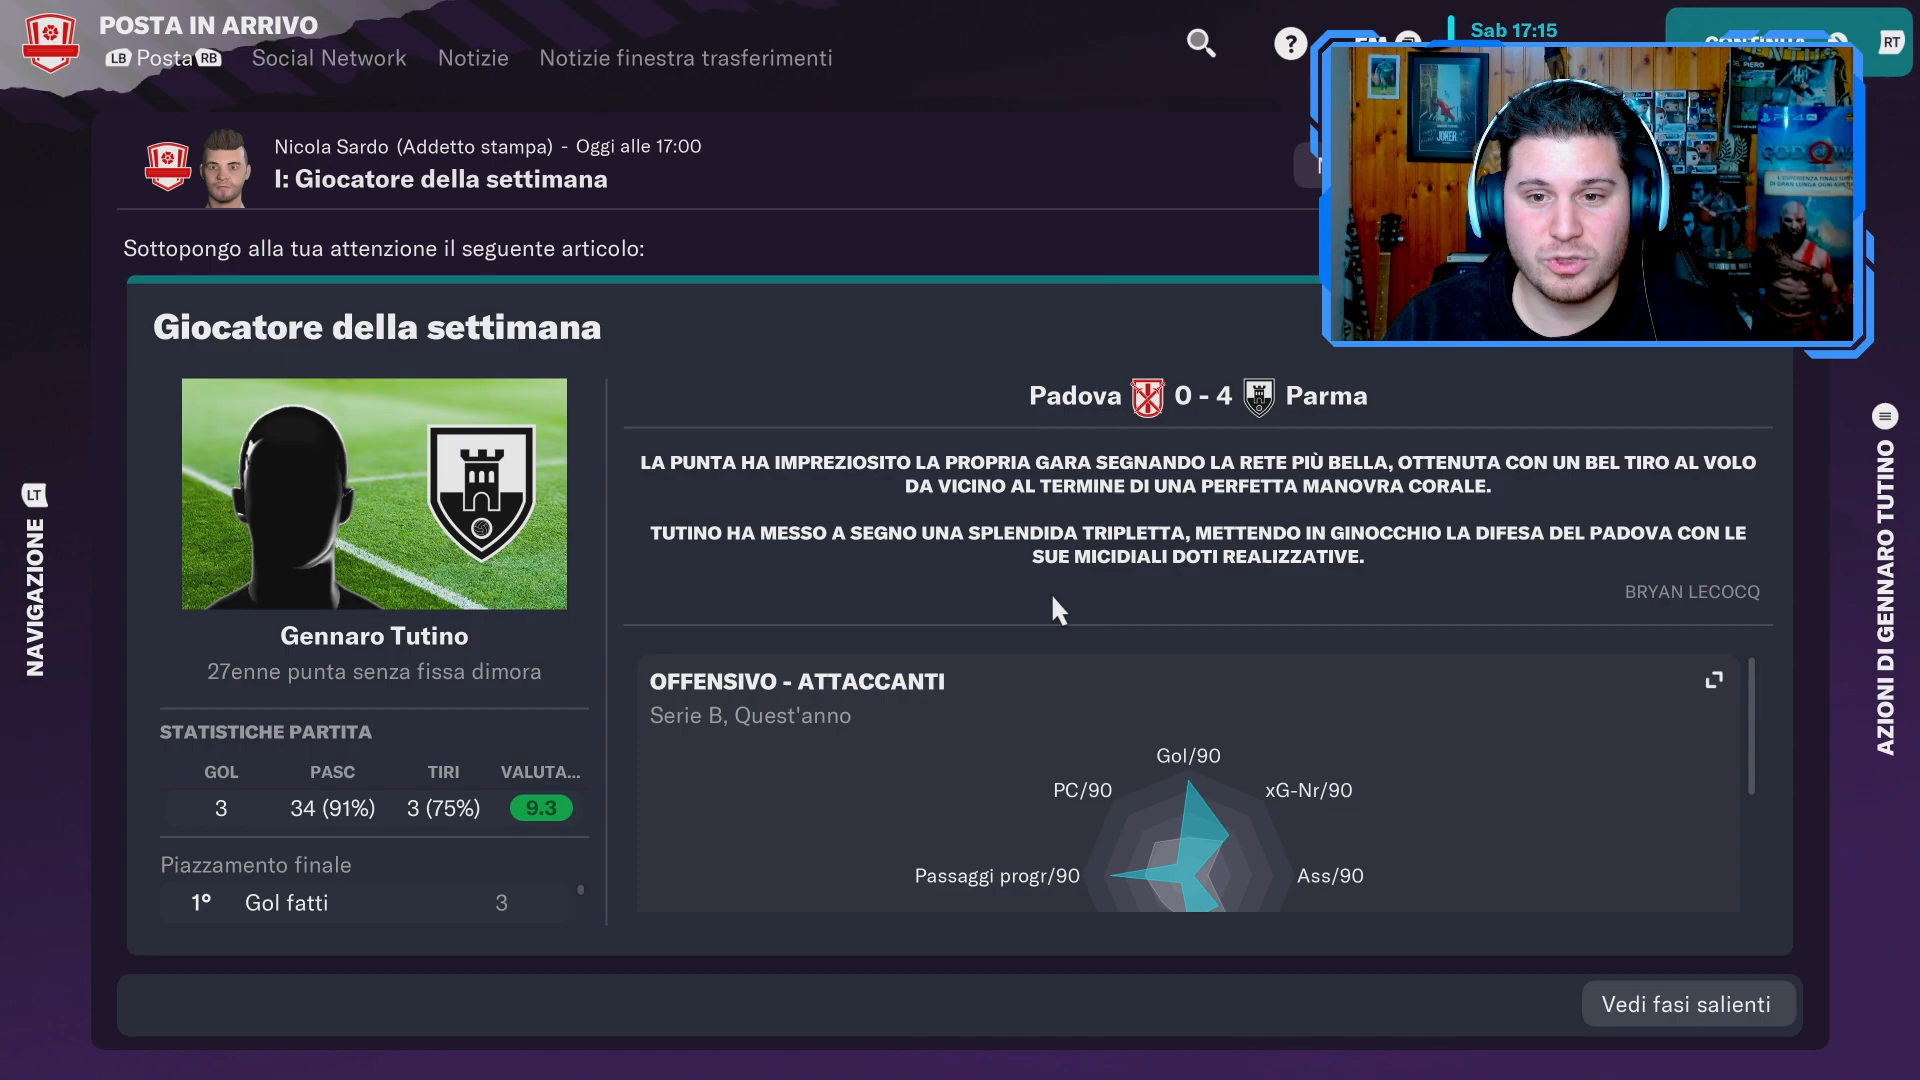 POSTA IN ARRIVO
LB Posta RB Social Network Notizie Notizie finestra trasferimenti
?
Sab 17:15
RT
Nicola Sardo (Addetto stampa) - Oggi alle 17:00
I: Giocatore della settimana
Sottopongo alla tua attenzione il seguente articolo:
Giocatore della settimana
Padova 0 - 4 Parma
LA PUNTA HA IMPREZIOSITO LA PROPRIA GARA SEGNANDO LA RETE PIÙ BELLA, OTTENUTA CON UN BEL TIRO AL VOLO
DA VICINO AL TERMINE DI UNA PERFETTA MANOVRA CORALE.
TUTINO HA MESSO A SEGNO UNA SPLENDIDA TRIPLETTA, METTENDO IN GINOCCHIO LA DIFESA DEL PADOVA CON LE
SUE MICIDIALI DOTI REALIZZATIVE.
BRYAN LECOCQ
Gennaro Tutino
27enne punta senza fissa dimora
STATISTICHE PARTITA
GOL PASC TIRI VALUTA...
3 34 (91%) 3 (75%) 9.3
Piazzamento finale
1° Gol fatti 3
OFFENSIVO - ATTACCANTI
Serie B, Quest'anno
Gol/90
PC/90 xG-Nr/90
Passaggi progr/90 Ass/90
Vedi fasi salienti
NAVIGAZIONE LT
AZIONI DI GENNARO TUTINO
JOKER
GOD OF WAR